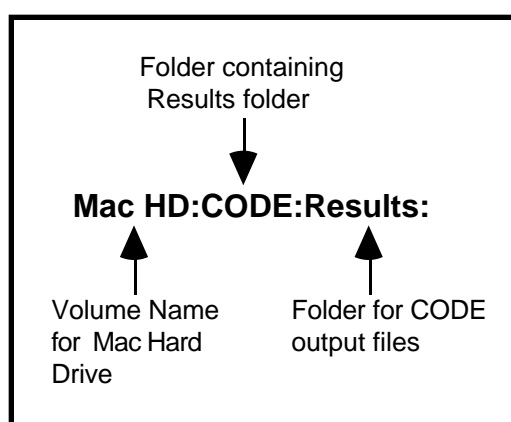 Folder containing
Results folder
Mac HD:CODE:Results:
Volume Name
for Mac Hard
Drive
Folder for CODE
output files